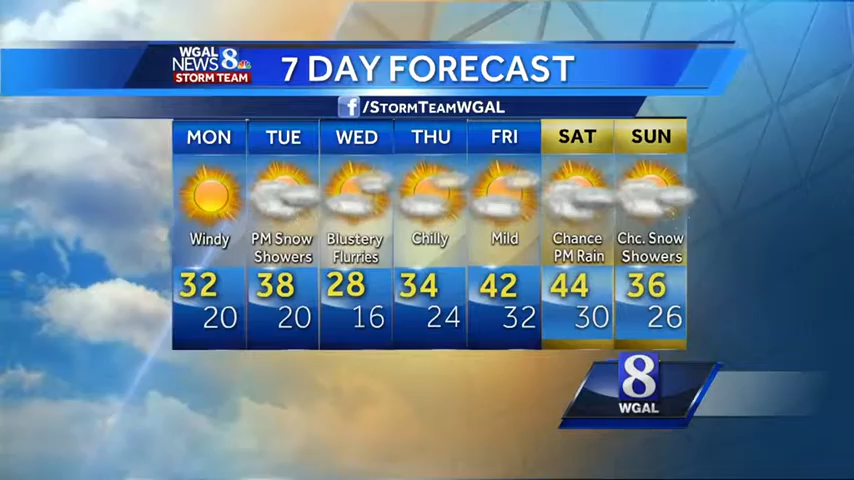 WGAL
NEWS 8
STORM TEAM
7 DAY FORECAST
f /STORMTEAMWGAL
MON TUE WED THU FRI SAT SUN
Windy PM Snow Showers Blustery Flurries Chilly Mild Chance PM Rain Chc. Snow Showers
32 38 28 34 42 44 36
20 20 16 24 32 30 26
8
WGAL